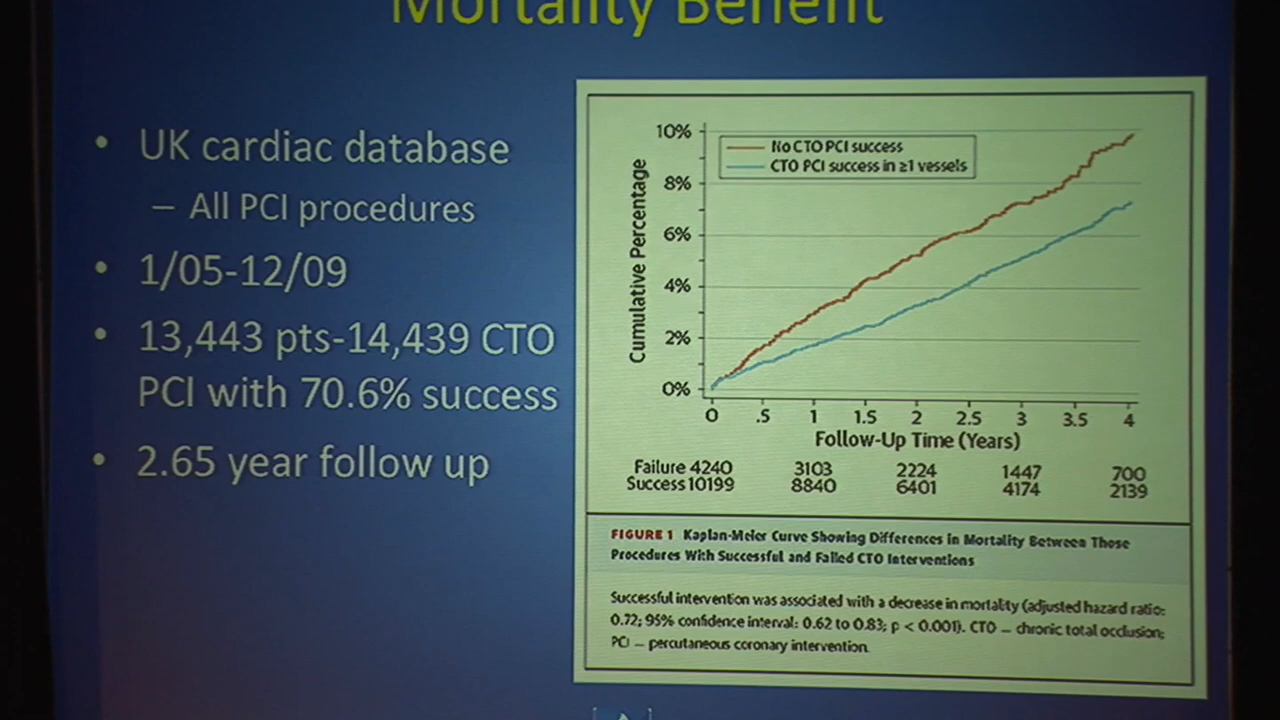 Mortality Benefit
• UK cardiac database
– All PCI procedures
• 1/05-12/09
• 13,443 pts-14,439 CTO
PCI with 70.6% success
• 2.65 year follow up
10%
8%
6%
4%
2%
0%
Cumulative Percentage
No CTO PCI success
CTO PCI success in ≥1 vessels
0 .5 1 1.5 2 2.5 3 3.5 4
Follow-Up Time (Years)
Failure 4240 3103 2224 1447 700
Success 10199 8840 6401 4174 2139
FIGURE 1 Kaplan-Meier Curve Showing Differences in Mortality Between Those
Procedures With Successful and Failed CTO Interventions
Successful intervention was associated with a decrease in mortality (adjusted hazard ratio:
0.72; 95% confidence interval: 0.62 to 0.83; p < 0.001). CTO – chronic total occlusion;
PCI – percutaneous coronary intervention.